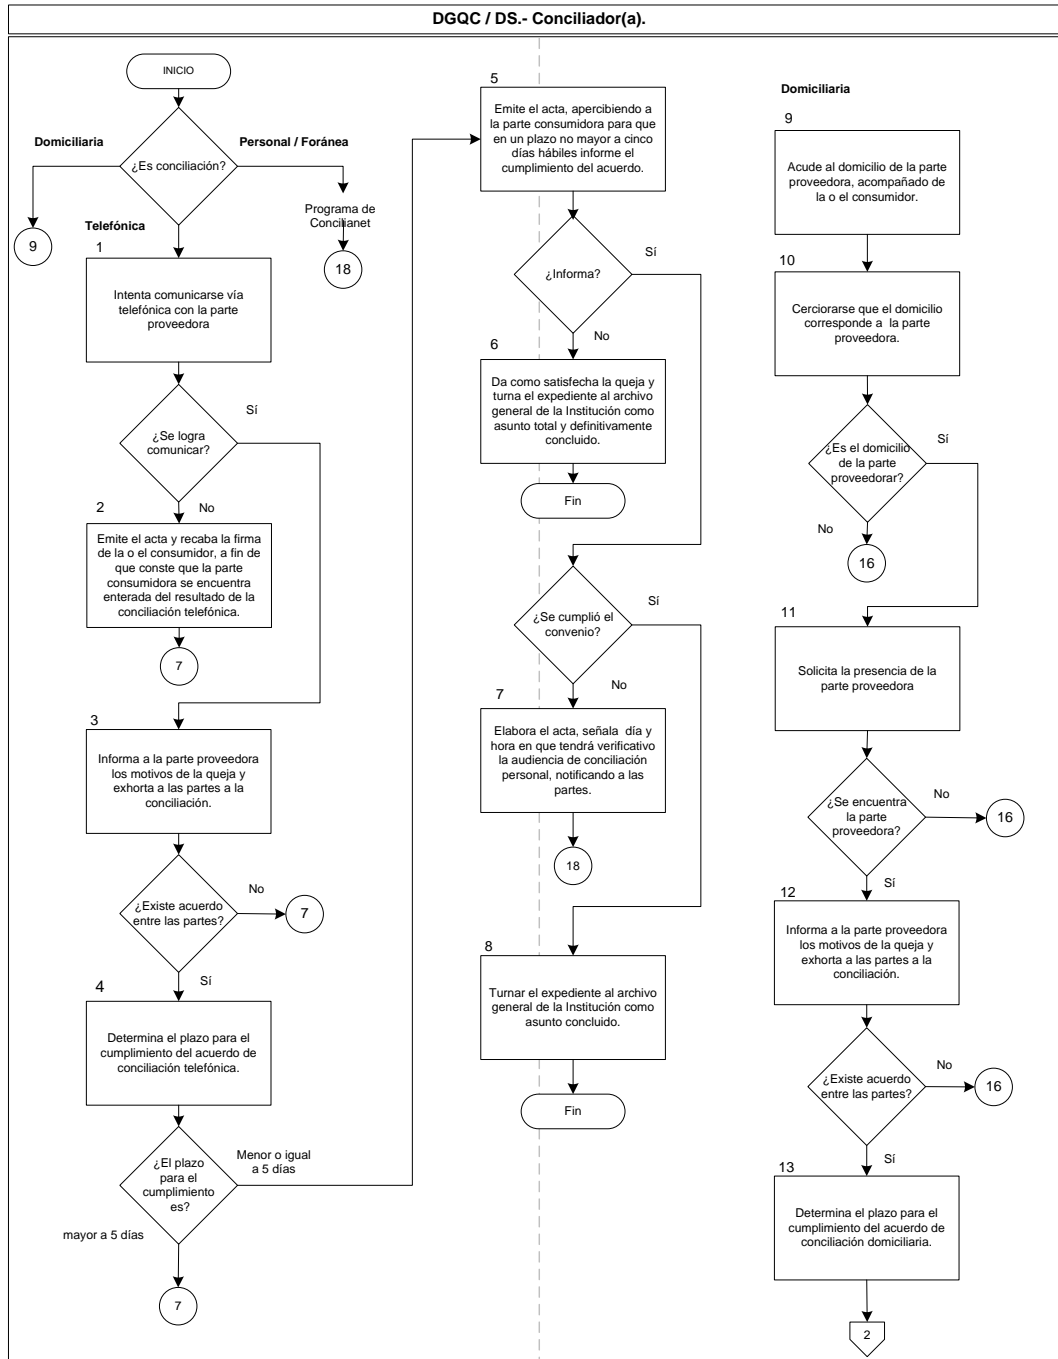 DGQC / DS.- Conciliador(a).
INICIO
¿Es conciliación?
Domiciliaria
Personal / Foránea
9
Programa de
Concilianet
18
Telefónica
1
Intenta comunicarse vía
telefónica con la parte
proveedora
¿Se logra
comunicar?
Sí
No
2
Emite el acta y recaba la firma
de la o el consumidor, a fin de
que conste que la parte
consumidora se encuentra
enterada del resultado de la
conciliación telefónica.
7
3
Informa a la parte proveedora
los motivos de la queja y
exhorta a las partes a la
conciliación.
¿Existe acuerdo
entre las partes?
No
7
Sí
4
Determina el plazo para el
cumplimiento del acuerdo de
conciliación telefónica.
¿El plazo
para el
cumplimiento
es?
Menor o igual
a 5 días
mayor a 5 días
7
5
Emite el acta, apercibiendo a
la parte consumidora para que
en un plazo no mayor a cinco
días hábiles informe el
cumplimiento del acuerdo.
¿Informa?
Sí
No
6
Da como satisfecha la queja y
turna el expediente al archivo
general de la Institución como
asunto total y definitivamente
concluido.
Fin
¿Se cumplió el
convenio?
Sí
No
7
Elabora el acta, señala día y
hora en que tendrá verificativo
la audiencia de conciliación
personal, notificando a las
partes.
18
8
Turnar el expediente al archivo
general de la Institución como
asunto concluido.
Fin
Domiciliaria
9
Acude al domicilio de la parte
proveedora, acompañado de
la o el consumidor.
10
Cerciorarse que el domicilio
corresponde a la parte
proveedora.
¿Es el domicilio
de la parte
proveedorar?
Sí
No
16
11
Solicita la presencia de la
parte proveedora
¿Se encuentra
la parte
proveedora?
No
16
Sí
12
Informa a la parte proveedora
los motivos de la queja y
exhorta a las partes a la
conciliación.
¿Existe acuerdo
entre las partes?
No
16
Sí
13
Determina el plazo para el
cumplimiento del acuerdo de
conciliación domiciliaria.
2